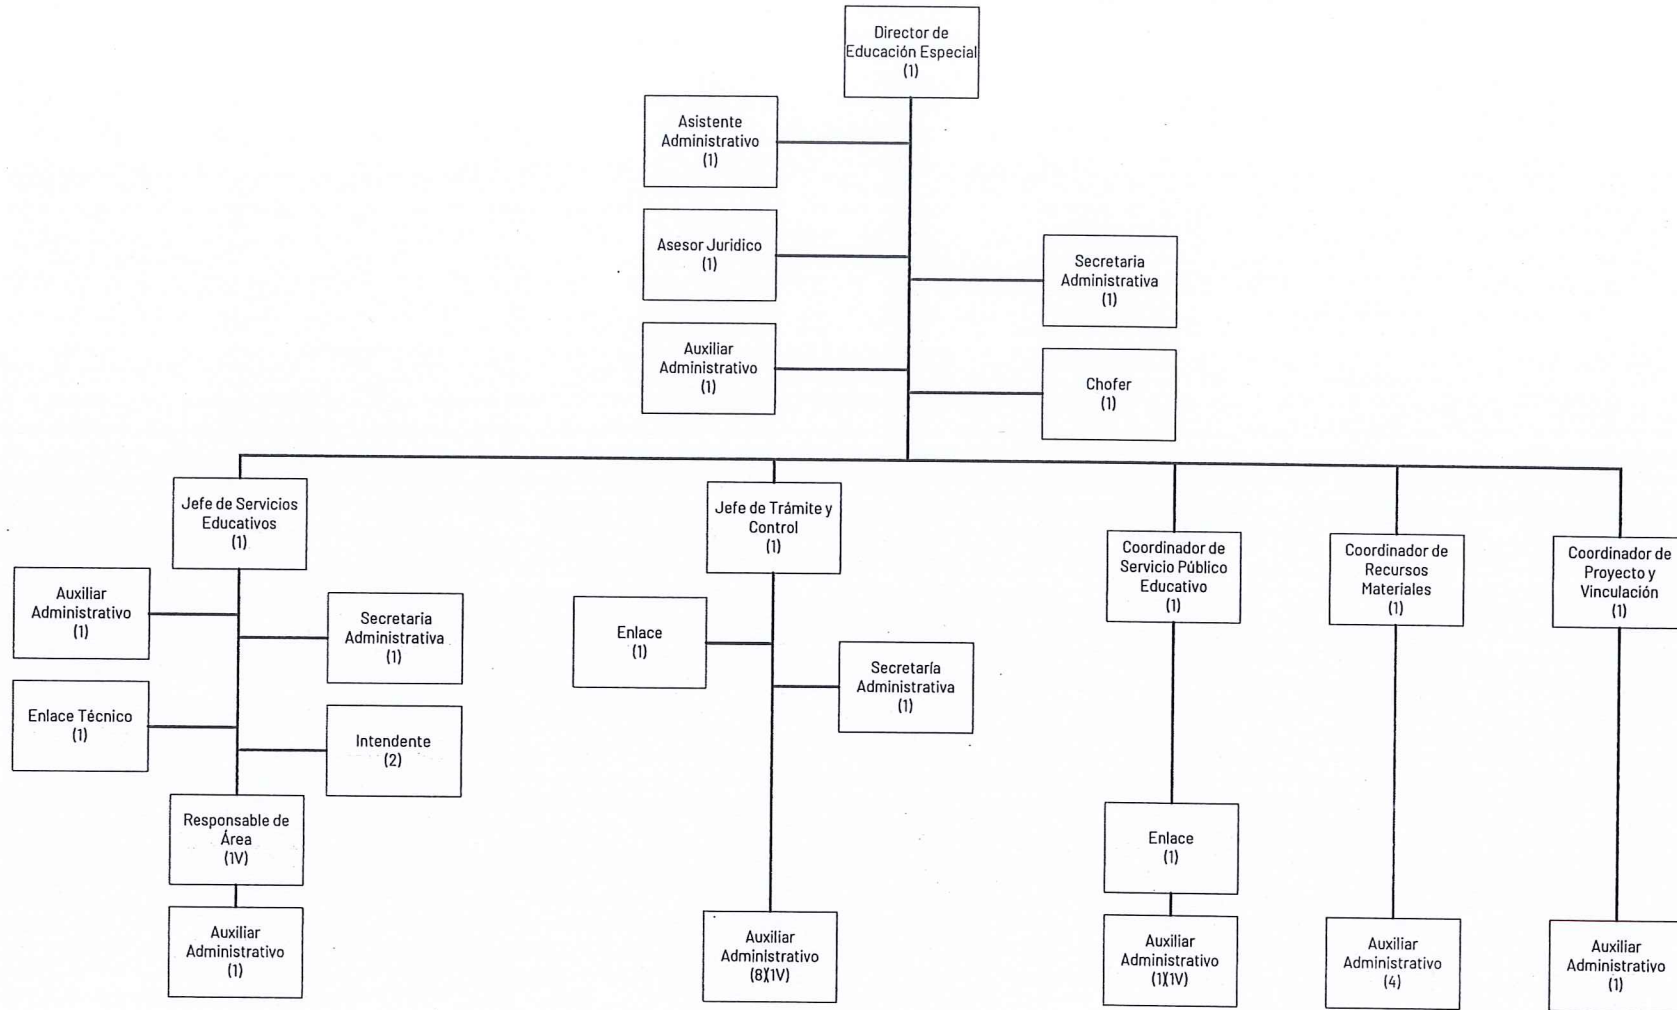 Director de
Educación Especial
(1)
Asistente
Administrativo
(1)
Asesor Juridico
(1)
Secretaria
Administrativa
(1)
Auxiliar
Administrativo
(1)
Chofer
(1)
Jefe de Servicios
Educativos
(1)
Jefe de Trámite y
Control
(1)
Coordinador de
Servicio Público
Educativo
(1)
Coordinador de
Recursos
Materiales
(1)
Coordinador de
Proyecto y
Vinculación
(1)
Auxiliar
Administrativo
(1)
Secretaria
Administrativa
(1)
Enlace
(1)
Secretaría
Administrativa
(1)
Enlace Técnico
(1)
Intendente
(2)
Responsable de
Área
(1V)
Enlace
(1)
Auxiliar
Administrativo
(1)
Auxiliar
Administrativo
(8)(1V)
Auxiliar
Administrativo
(1)(1V)
Auxiliar
Administrativo
(4)
Auxiliar
Administrativo
(1)